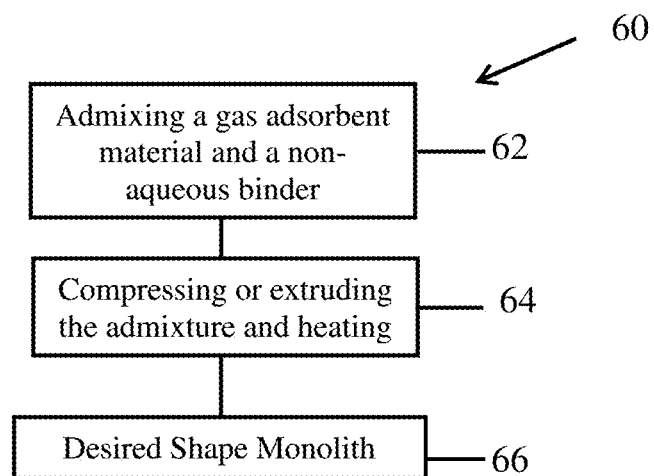 60
Admixing a gas adsorbent
material and a non-
aqueous binder
62
Compressing or extruding
the admixture and heating
64
Desired Shape Monolith
66